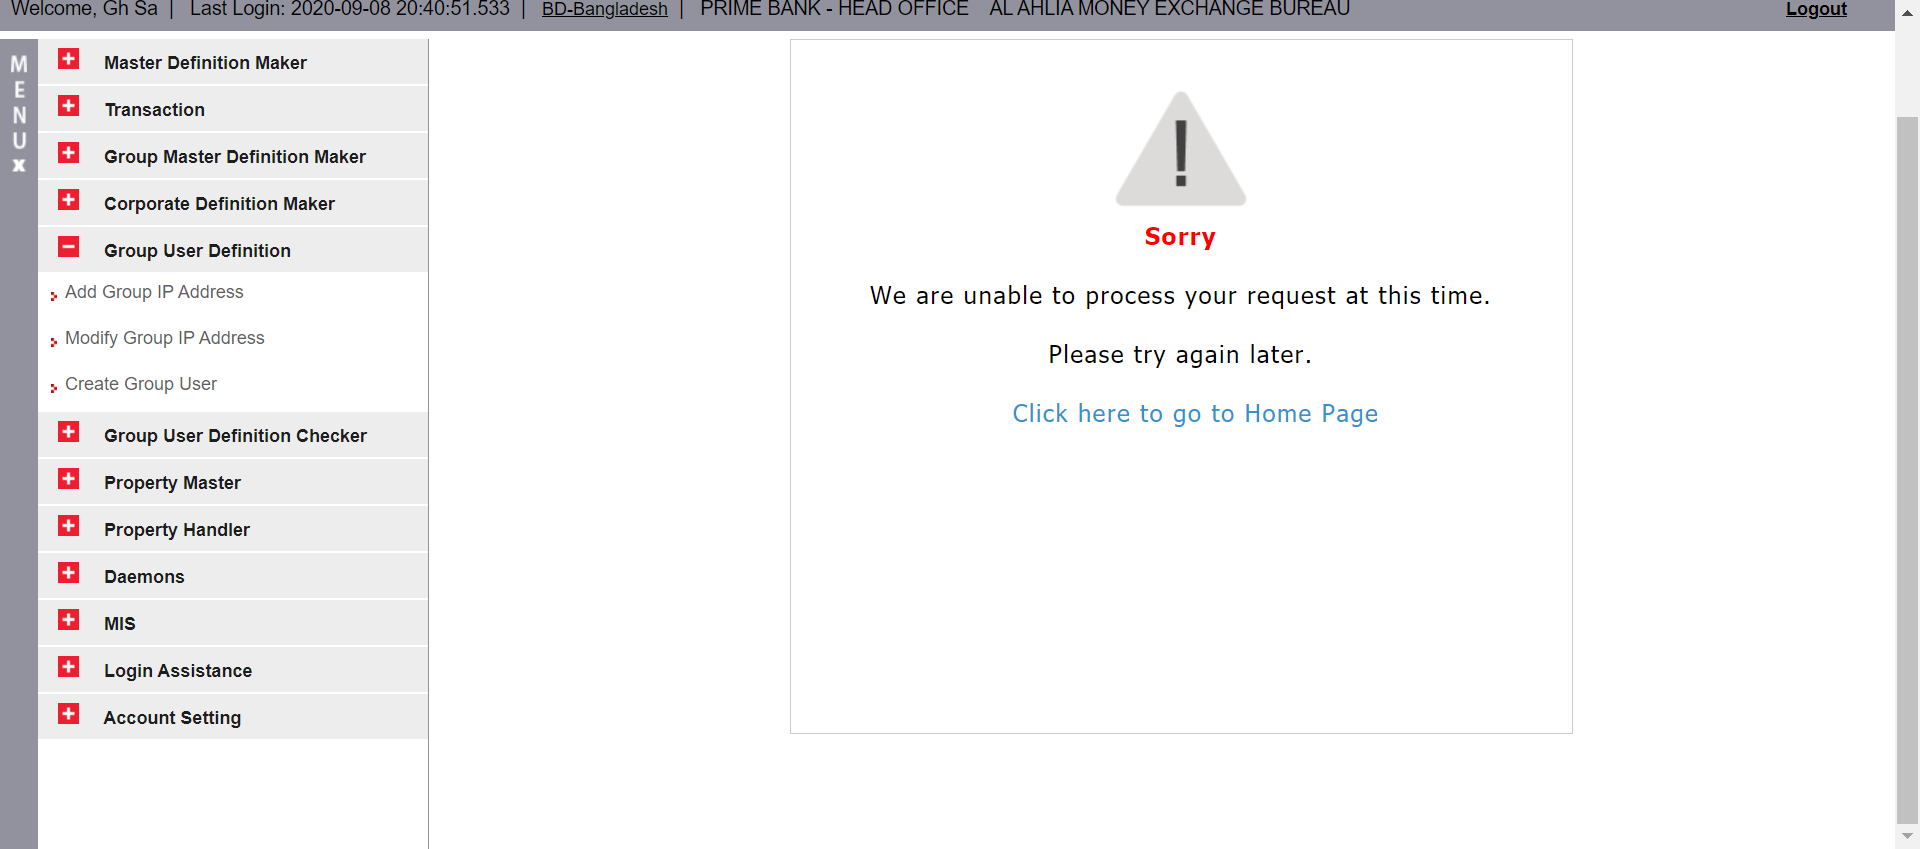 Welcome, Gh Sa | Last Login: 2020-09-08 20:40:51.533 | BD-Bangladesh | PRIME BANK - HEAD OFFICE AL AHLIA MONEY EXCHANGE BUREAU Logout
MENU x
Master Definition Maker
Transaction
Group Master Definition Maker
Corporate Definition Maker
Group User Definition
Add Group IP Address
Modify Group IP Address
Create Group User
Group User Definition Checker
Property Master
Property Handler
Daemons
MIS
Login Assistance
Account Setting
!
Sorry
We are unable to process your request at this time.
Please try again later.
Click here to go to Home Page